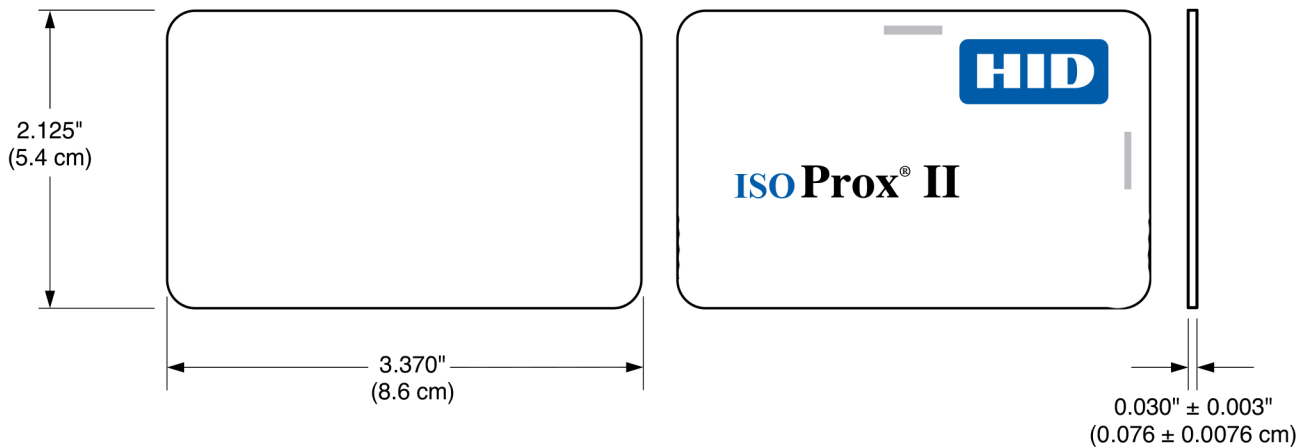 2.125"
(5.4 cm)
3.370"
(8.6 cm)
HID
ISO Prox® II
0.030" ± 0.003"
(0.076 ± 0.0076 cm)